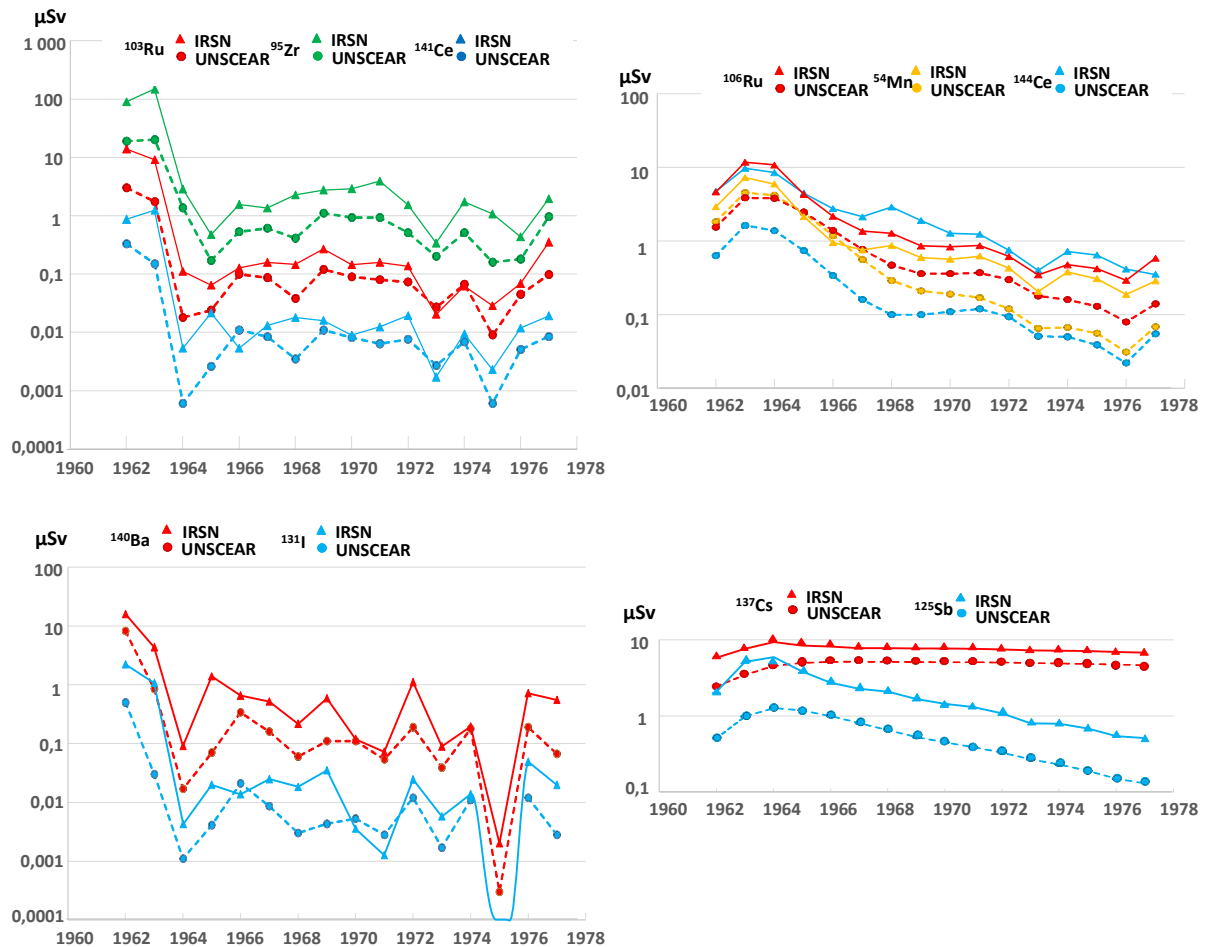 µSv
¹⁰³Ru IRSN ⁹⁵Zr IRSN ¹⁴¹Ce IRSN
UNSCEAR UNSCEAR UNSCEAR
1 000
100
10
1
0,1
0,01
0,001
0,0001
1960 1962 1964 1966 1968 1970 1972 1974 1976 1978
µSv
¹⁰⁶Ru IRSN ⁵⁴Mn IRSN ¹⁴⁴Ce IRSN
UNSCEAR UNSCEAR UNSCEAR
100
10
1
0,1
0,01
1960 1962 1964 1966 1968 1970 1972 1974 1976 1978
µSv
¹⁴⁰Ba IRSN ¹³¹I IRSN
UNSCEAR UNSCEAR
100
10
1
0,1
0,01
0,001
0,0001
1960 1962 1964 1966 1968 1970 1972 1974 1976 1978
µSv
¹³⁷Cs IRSN ¹²⁵Sb IRSN
UNSCEAR UNSCEAR
10
1
0,1
1960 1962 1964 1966 1968 1970 1972 1974 1976 1978